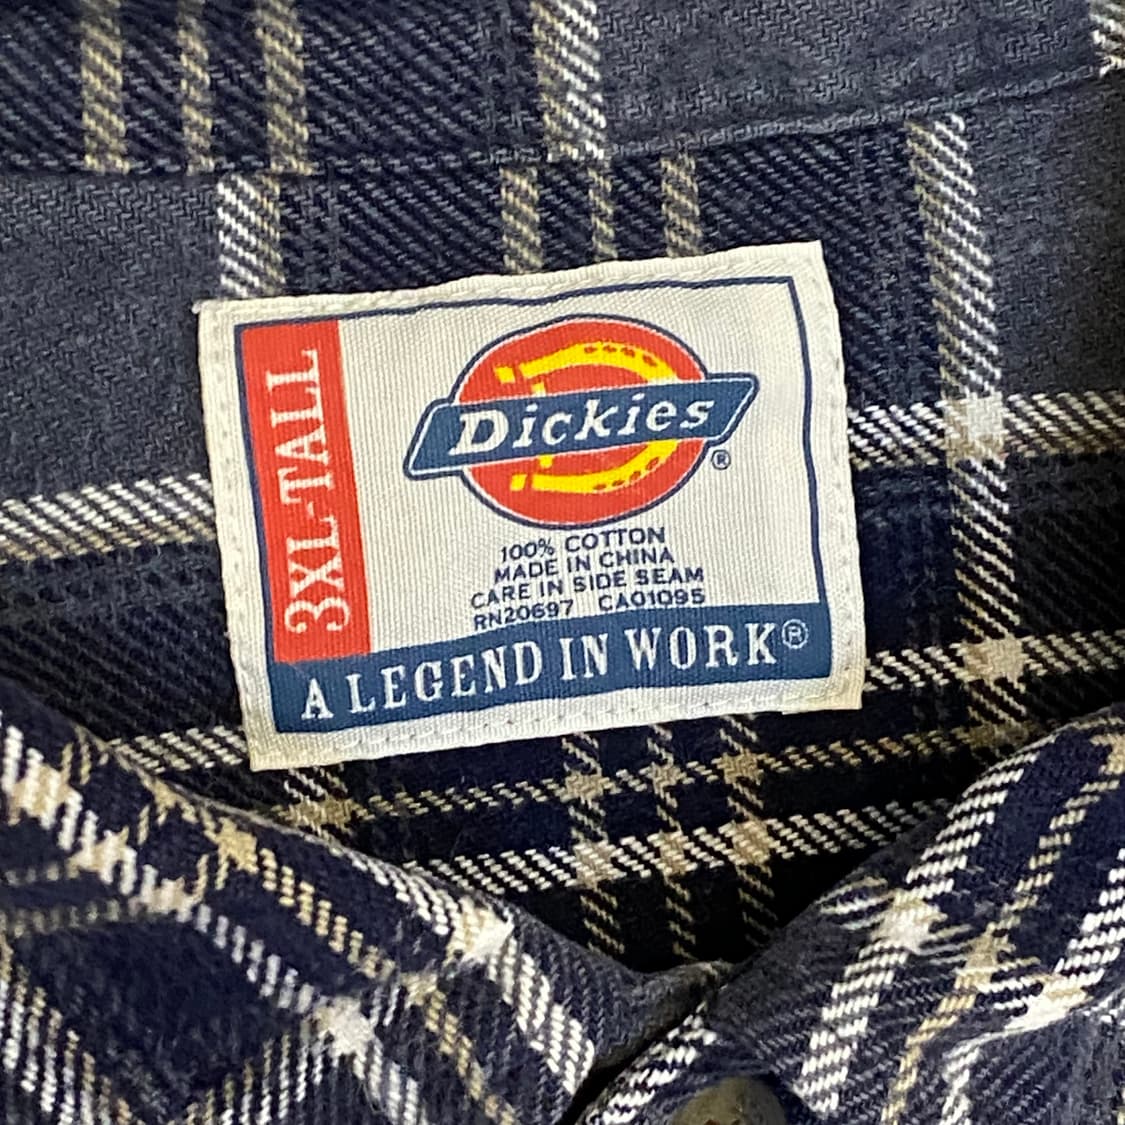 3XL-TALL
Dickies
®
100% COTTON
MADE IN CHINA
CARE IN SIDE SEAM
RN20697 CA01095
A LEGEND IN WORK®